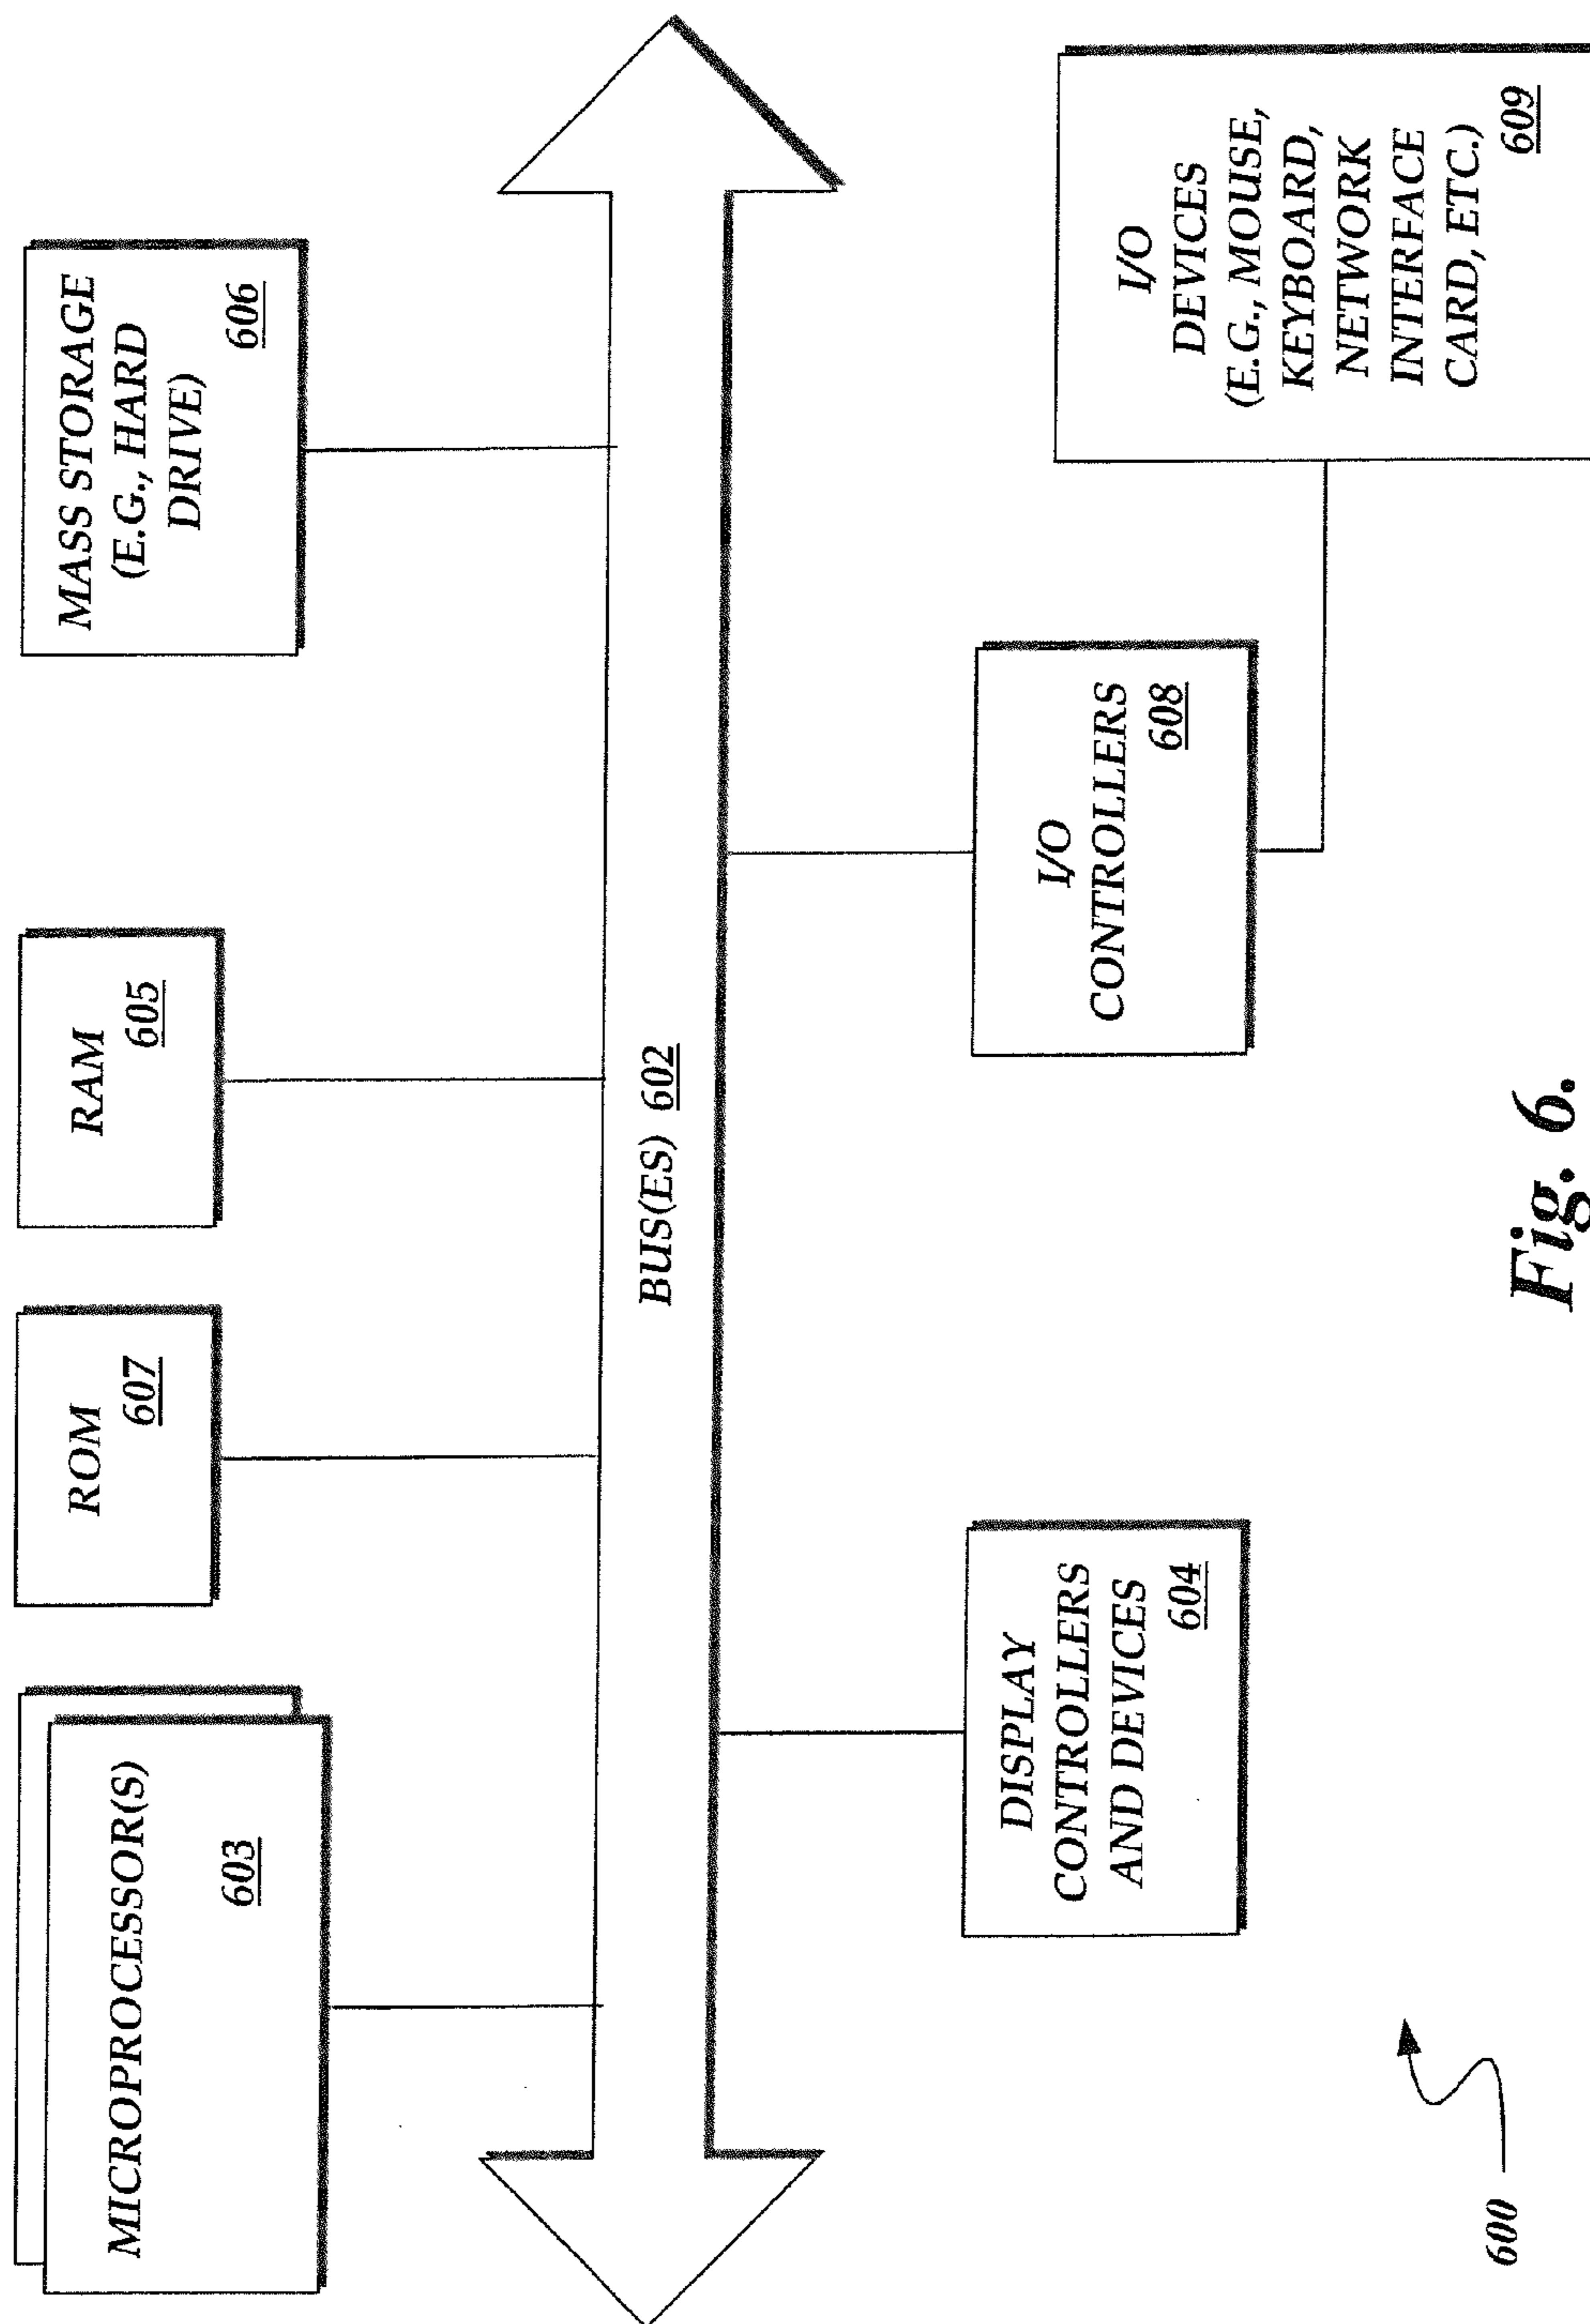 MICROPROCESSOR(S)
603
ROM
607
RAM
605
MASS STORAGE
(E.G., HARD
DRIVE)
606
BUS(ES) 602
DISPLAY
CONTROLLERS
AND DEVICES
604
I/O
CONTROLLERS
608
I/O
DEVICES
(E.G., MOUSE,
KEYBOARD,
NETWORK
INTERFACE
CARD, ETC.)
609
600
Fig. 6.